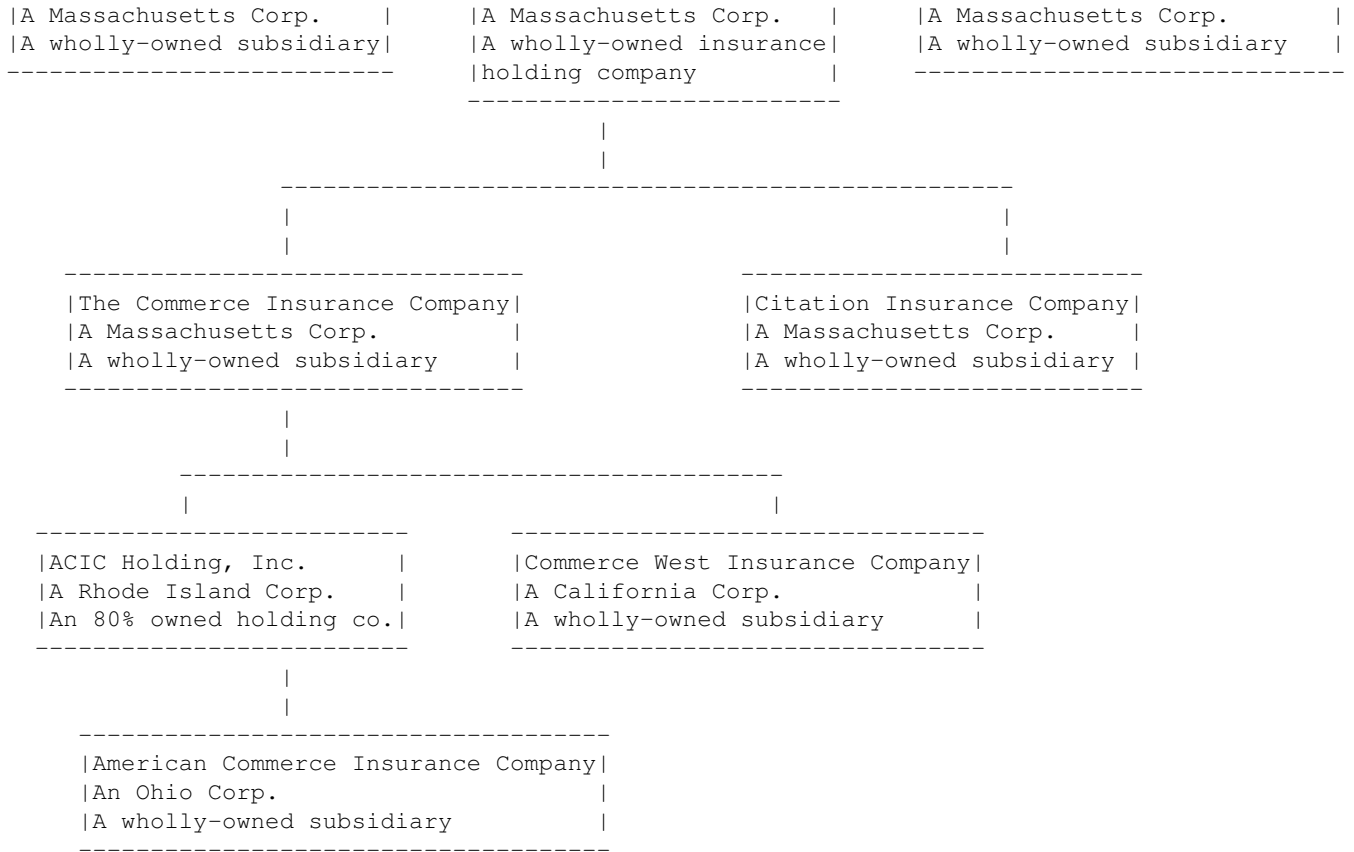 |A Massachusetts Corp.    |    |A Massachusetts Corp.   |    |A Massachusetts Corp.       |
|A wholly-owned subsidiary|    |A wholly-owned insurance|    |A wholly-owned subsidiary   |
|holding company         |
|The Commerce Insurance Company|    |Citation Insurance Company|
|A Massachusetts Corp.         |    |A Massachusetts Corp.     |
|A wholly-owned subsidiary     |    |A wholly-owned subsidiary |
|ACIC Holding, Inc.      |    |Commerce West Insurance Company|
|A Rhode Island Corp.    |    |A California Corp.             |
|An 80% owned holding co.|    |A wholly-owned subsidiary      |
|American Commerce Insurance Company|
|An Ohio Corp.                      |
|A wholly-owned subsidiary          |